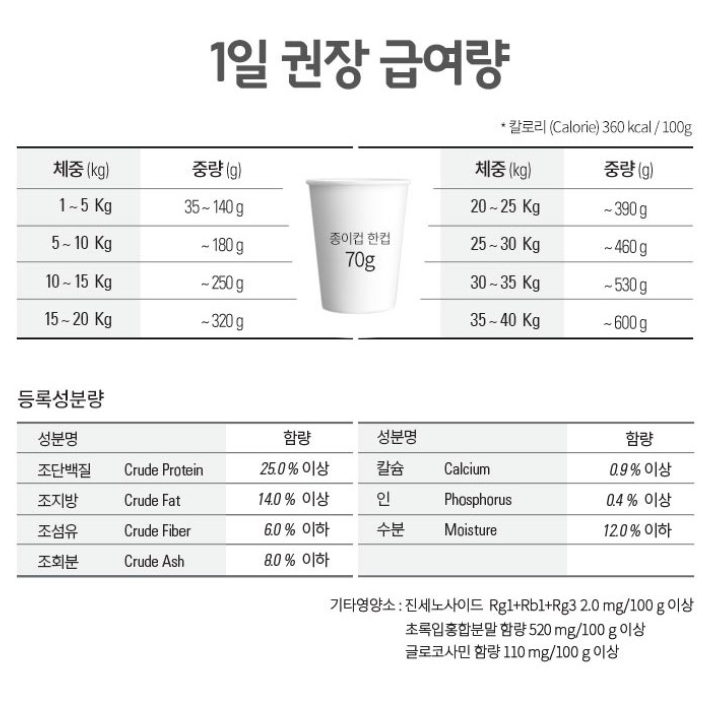 1일 권장 급여량
* 칼로리 (Calorie) 360 kcal / 100g
체중 (kg) 중량 (g)
1 ~ 5 Kg 35 ~ 140 g
5 ~ 10 Kg ~ 180 g
10 ~ 15 Kg ~ 250 g
15 ~ 20 Kg ~ 320 g
종이컵 한컵
70g
체중 (kg) 중량 (g)
20 ~ 25 Kg ~ 390 g
25 ~ 30 Kg ~ 460 g
30 ~ 35 Kg ~ 530 g
35 ~ 40 Kg ~ 600 g
등록성분량
성분명 함량
조단백질 Crude Protein 25.0 % 이상
조지방 Crude Fat 14.0 % 이상
조섬유 Crude Fiber 6.0 % 이하
조회분 Crude Ash 8.0 % 이하
성분명 함량
칼슘 Calcium 0.9 % 이상
인 Phosphorus 0.4 % 이상
수분 Moisture 12.0 % 이하
기타영양소 : 진세노사이드 Rg1+Rb1+Rg3 2.0 mg/100 g 이상
초록입홍합분말 함량 520 mg/100 g 이상
글로코사민 함량 110 mg/100 g 이상